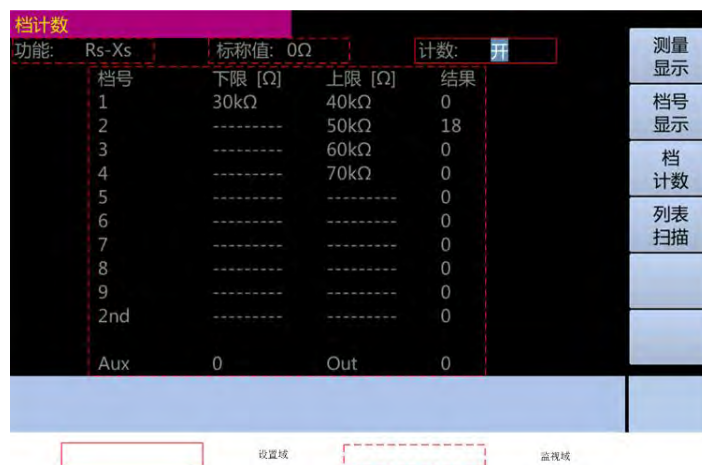 档计数
功能: Rs-Xs 标称值: 0Ω 计数: 开
档号 下限 [Ω] 上限 [Ω] 结果
1 30kΩ 40kΩ 0
2 --------- 50kΩ 18
3 --------- 60kΩ 0
4 --------- 70kΩ 0
5 --------- --------- 0
6 --------- --------- 0
7 --------- --------- 0
8 --------- --------- 0
9 --------- --------- 0
2nd --------- --------- 0
Aux 0 Out 0
测量
显示
档号
显示
档
计数
列表
扫描
设置域 监视域